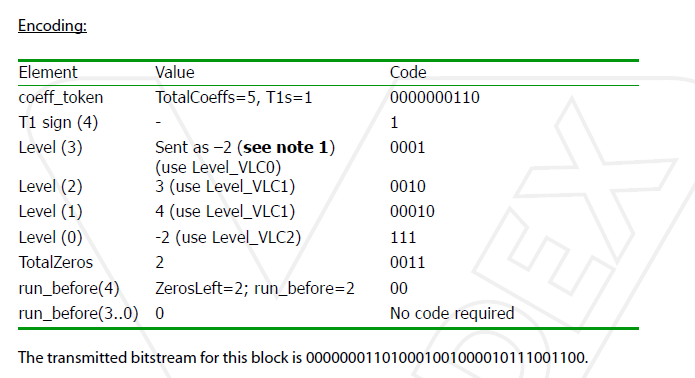 Encoding:
Element Value Code
coeff_token TotalCoeffs=5, T1s=1 0000000110
T1 sign (4) - 1
Level (3) Sent as –2 (see note 1) 0001
(use Level_VLC0)
Level (2) 3 (use Level_VLC1) 0010
Level (1) 4 (use Level_VLC1) 00010
Level (0) -2 (use Level_VLC2) 111
TotalZeros 2 0011
run_before(4) ZerosLeft=2; run_before=2 00
run_before(3..0) 0 No code required
The transmitted bitstream for this block is 000000011010001001000010111001100.